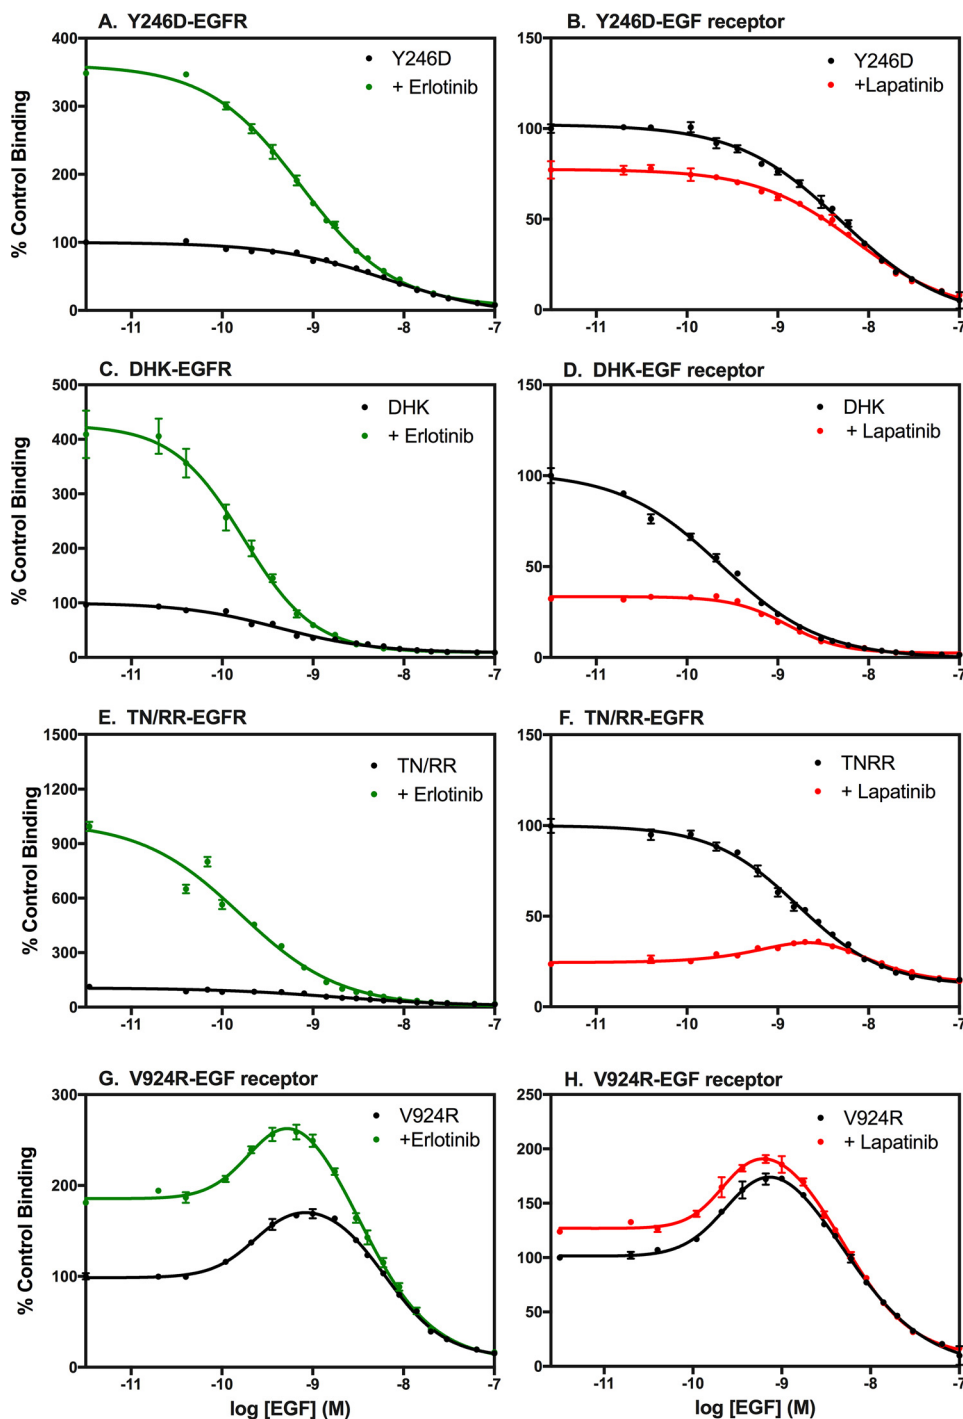 A. Y246D-EGFR
% Control Binding
400
300
200
100
0
-11 -10 -9 -8 -7
Y246D
+ Erlotinib
B. Y246D-EGF receptor
150
100
50
0
-11 -10 -9 -8 -7
Y246D
+Lapatinib
C. DHK-EGFR
% Control Binding
500
400
300
200
100
0
-11 -10 -9 -8 -7
DHK
+ Erlotinib
D. DHK-EGF receptor
150
100
50
0
-11 -10 -9 -8 -7
DHK
+ Lapatinib
E. TN/RR-EGFR
% Control Binding
1500
1200
900
600
300
0
-11 -10 -9 -8 -7
TN/RR
+ Erlotinib
F. TN/RR-EGFR
150
100
50
0
-11 -10 -9 -8 -7
TNRR
+ Lapatinib
G. V924R-EGF receptor
% Control Binding
300
200
100
0
-11 -10 -9 -8 -7
log [EGF] (M)
V924R
+Erlotinib
H. V924R-EGF receptor
250
200
150
100
50
0
-11 -10 -9 -8 -7
log [EGF] (M)
V924R
+ Lapatinib